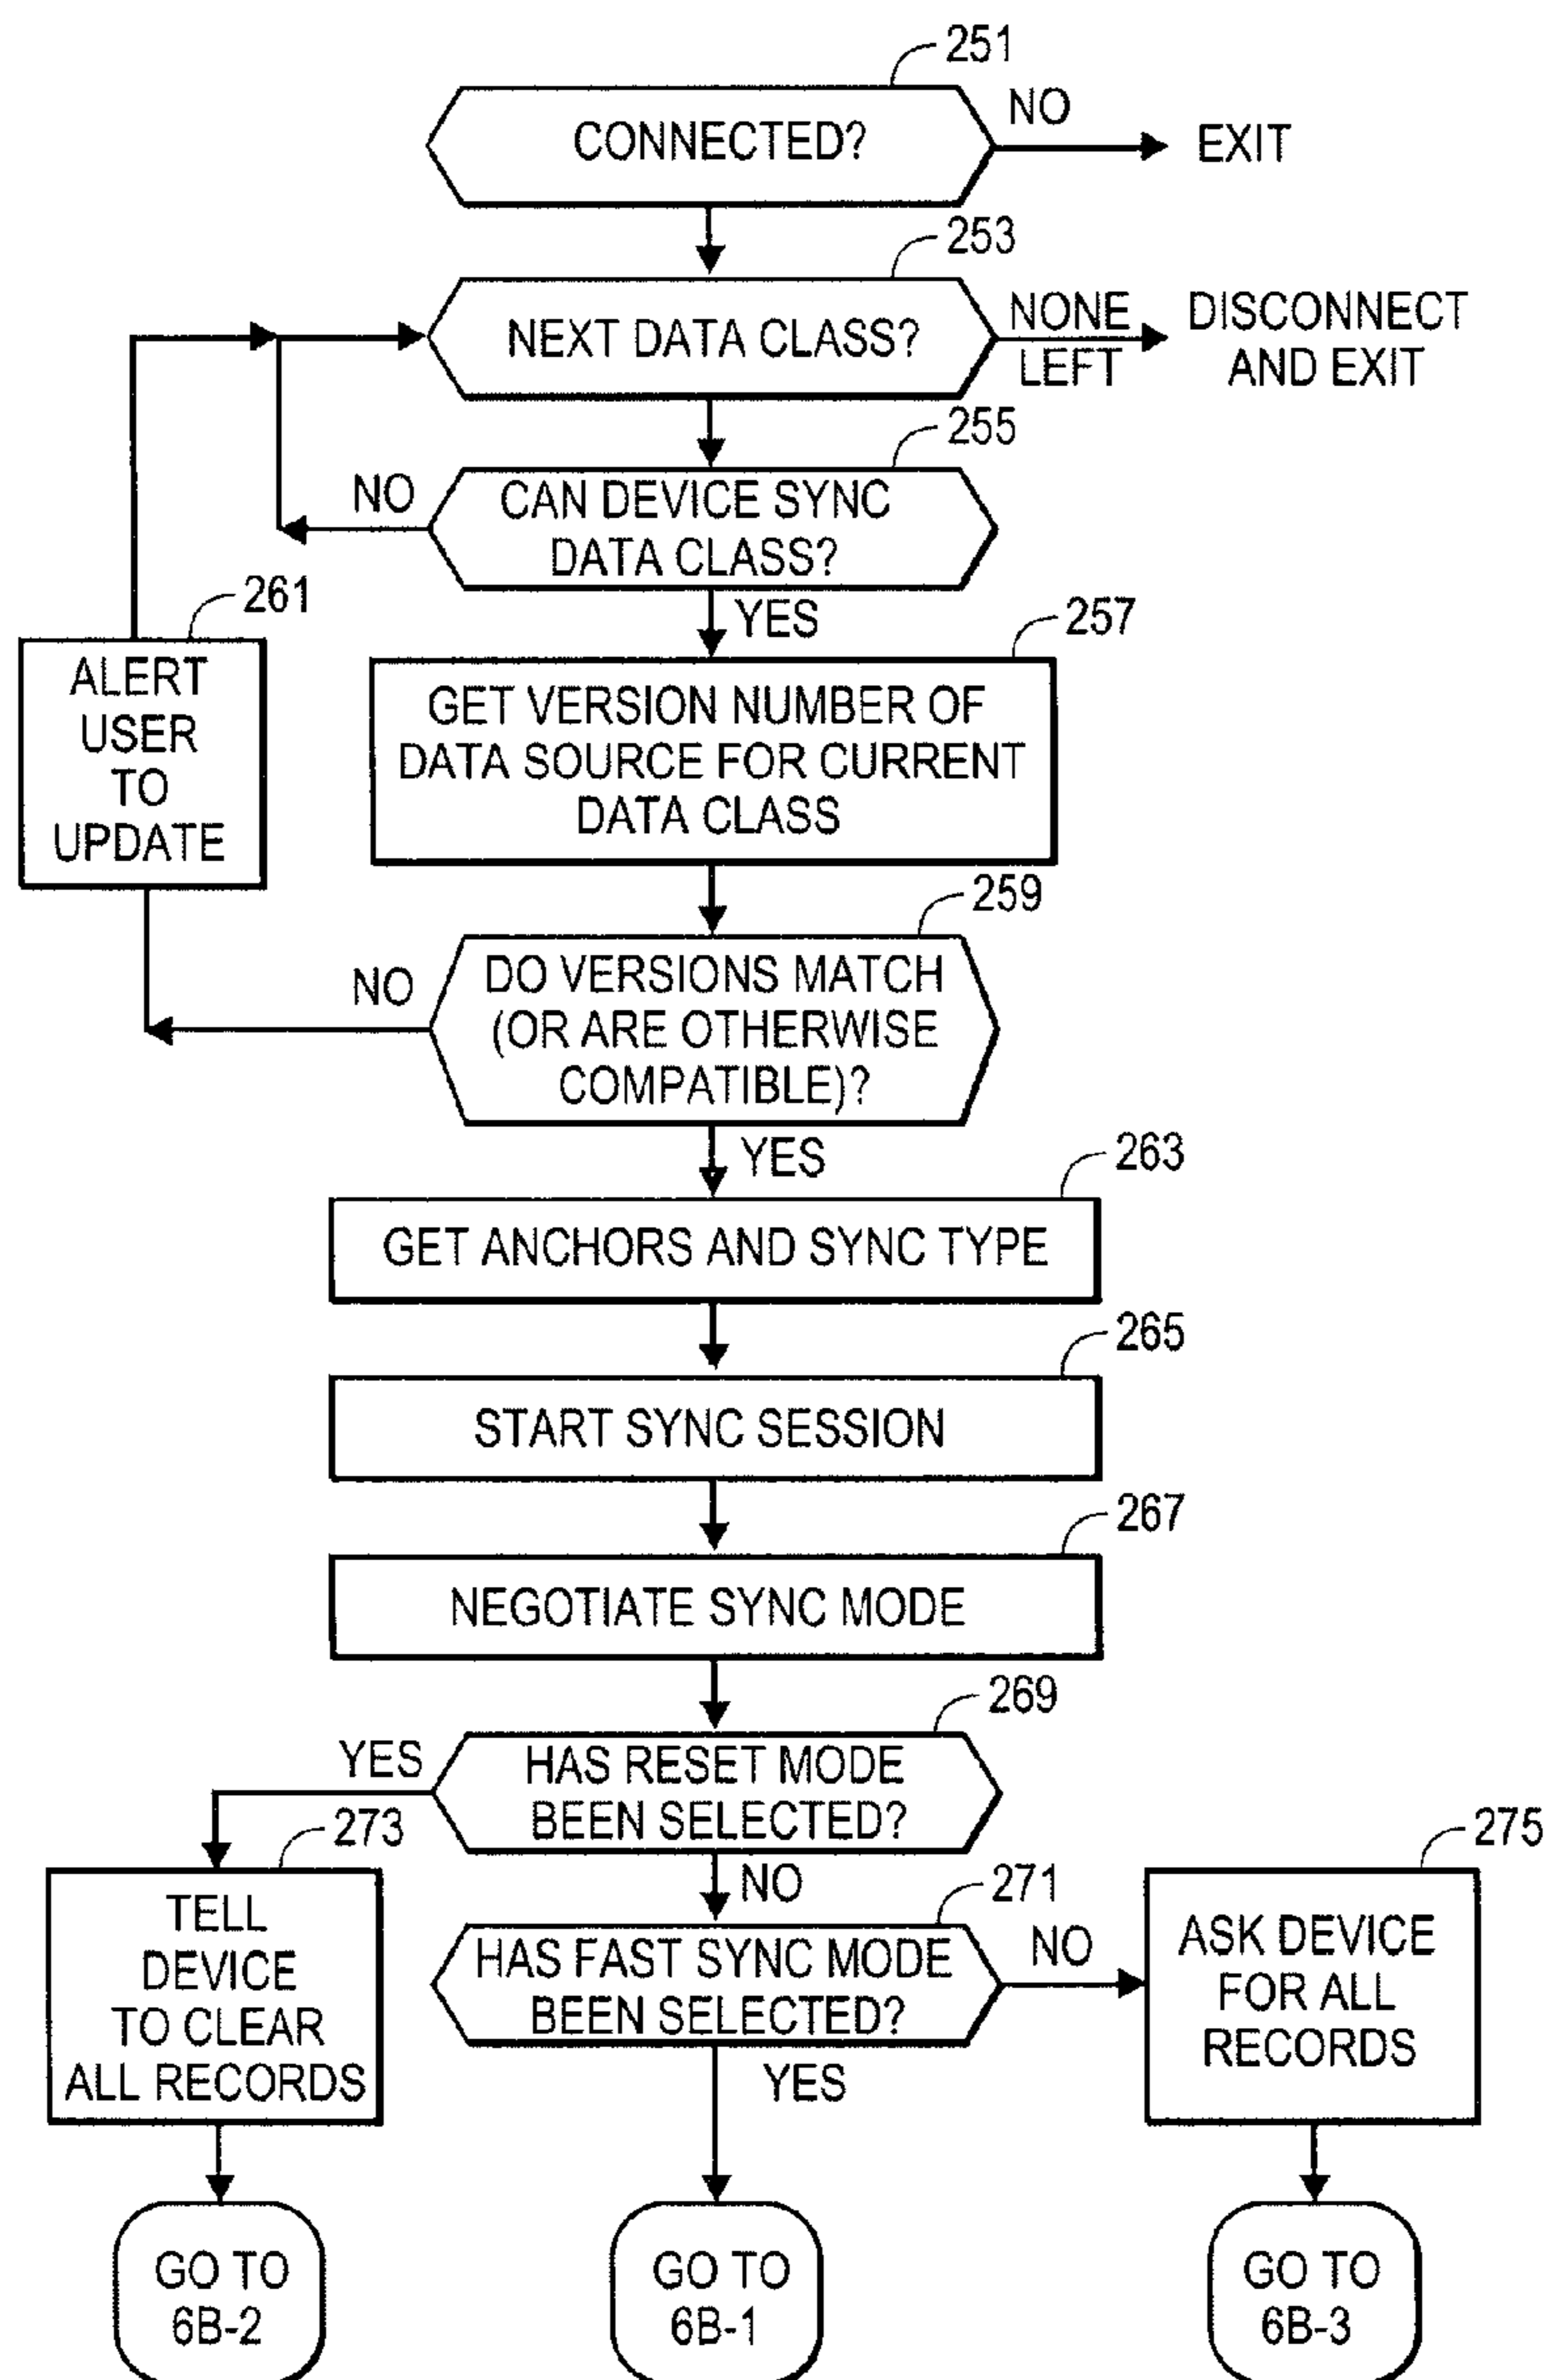 251
CONNECTED?
NO
EXIT
253
NEXT DATA CLASS?
NONE
LEFT
DISCONNECT
AND EXIT
255
CAN DEVICE SYNC
DATA CLASS?
NO
YES
261
ALERT
USER
TO
UPDATE
257
GET VERSION NUMBER OF
DATA SOURCE FOR CURRENT
DATA CLASS
259
DO VERSIONS MATCH
(OR ARE OTHERWISE
COMPATIBLE)?
NO
YES
263
GET ANCHORS AND SYNC TYPE
265
START SYNC SESSION
267
NEGOTIATE SYNC MODE
269
HAS RESET MODE
BEEN SELECTED?
YES
NO
273
TELL
DEVICE
TO CLEAR
ALL RECORDS
271
HAS FAST SYNC MODE
BEEN SELECTED?
NO
YES
275
ASK DEVICE
FOR ALL
RECORDS
GO TO
6B-2
GO TO
6B-1
GO TO
6B-3